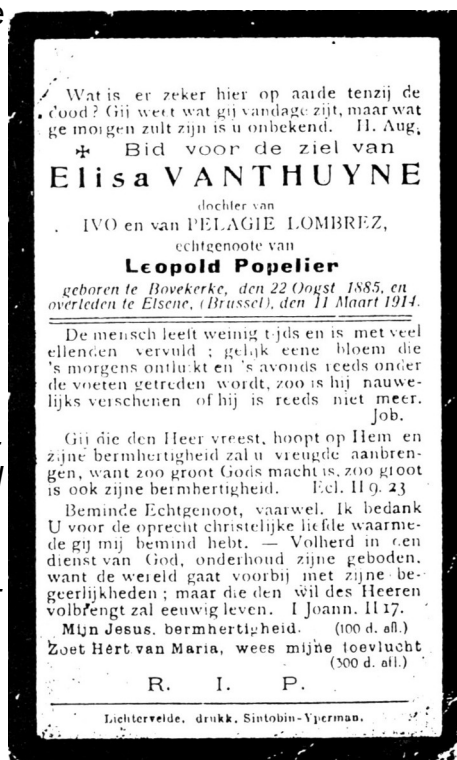 Wat is er zeker hier op aarde tenzij de
dood? Gij weet wat gij vandage zijt, maar wat
ge morgen zult zijn is u onbekend. H. Aug.
✠ Bid voor de ziel van
Elisa VANTHUYNE
dochter van
IVO en van PELAGIE LOMBREZ,
echtgenoote van
Leopold Popelier
geboren te Bovekerke, den 22 Oogst 1885, en
overleden te Elsene, (Brussel), den 11 Maart 1914.
De mensch leeft weinig tijds en is met veel
ellenden vervuld ; gelijk eene bloem die
's morgens ontluikt en 's avonds reeds onder
de voeten getreden wordt, zoo is hij nauwe-
lijks verschenen of hij is reeds niet meer.
Job.
Gij die den Heer vreest, hoopt op Hem en
zijne bermhertigheid zal u vreugde aanbren-
gen, want zoo groot Gods macht is, zoo groot
is ook zijne bermhertigheid. Ecl. II 9. 23
Beminde Echtgenoot, vaarwel. Ik bedank
U voor de oprecht christelijke liefde waarme-
de gij mij bemind hebt. — Volherd in den
dienst van God, onderhoud zijne geboden,
want de wereld gaat voorbij met zijne be-
geerlijkheden ; maar die den wil des Heeren
volbrengt zal eeuwig leven. I Joann. II 17.
Mijn Jesus, bermhertigheid. (100 d. afl.)
Zoet Hert van Maria, wees mijne toevlucht
(300 d. afl.)
R. I. P.
Lichtervelde, drukk. Sintobin-Yperman.